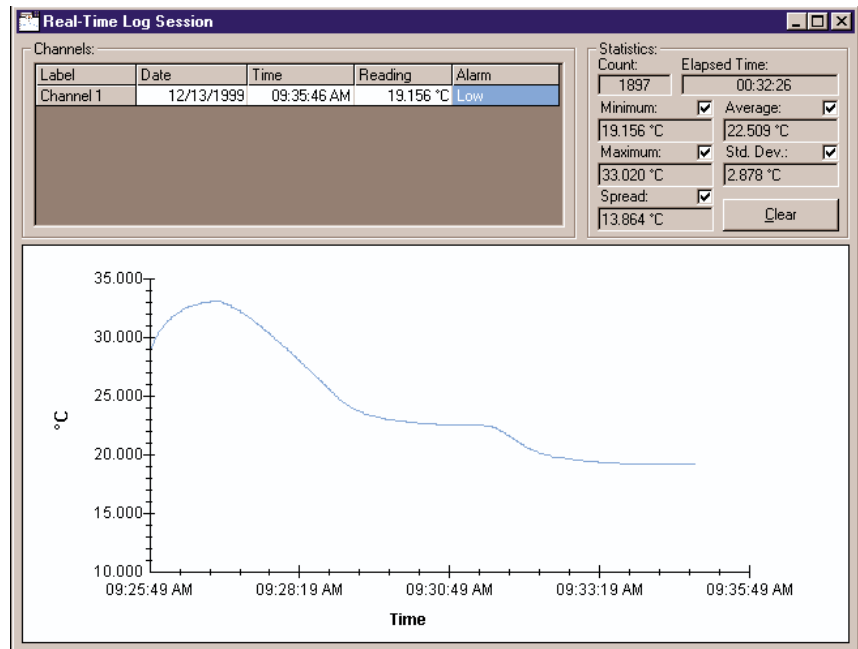 Real-Time Log Session
Channels:
Label Date Time Reading Alarm
Channel 1 12/13/1999 09:35:46 AM 19.156 °C Low
Statistics:
Count: Elapsed Time:
1897 00:32:26
Minimum: Average:
19.156 °C 22.509 °C
Maximum: Std. Dev.:
33.020 °C 2.878 °C
Spread:
13.864 °C Clear
35.000
30.000
25.000
20.000
15.000
10.000
°C
09:25:49 AM 09:28:19 AM 09:30:49 AM 09:33:19 AM 09:35:49 AM
Time